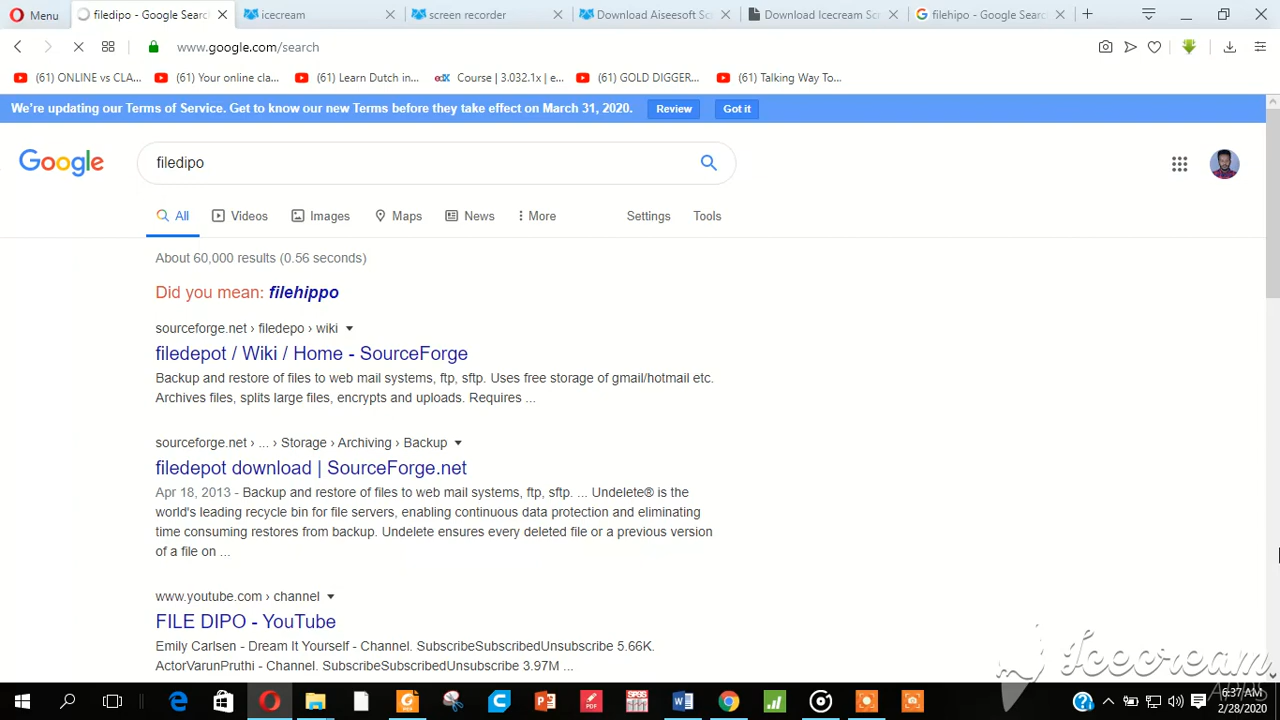 Menu
filedipo - Google Searc
icecream
screen recorder
Download Aiseesoft Sc
Download Icecream Scr
filehipo - Google Searc
www.google.com/search
(61) ONLINE vs CLA...
(61) Your online cla...
(61) Learn Dutch in...
edX
Course | 3.032.1x | e...
(61) GOLD DIGGER...
(61) Talking Way To...
We're updating our Terms of Service. Get to know our new Terms before they take effect on March 31, 2020.
Review
Got it
Google
filedipo
All
Videos
Images
Maps
News
More
Settings
Tools
About 60,000 results (0.56 seconds)
Did you mean: filehippo
sourceforge.net › filedepo › wiki
filedepot / Wiki / Home - SourceForge
Backup and restore of files to web mail systems, ftp, sftp. Uses free storage of gmail/hotmail etc.
Archives files, splits large files, encrypts and uploads. Requires ...
sourceforge.net › ... › Storage › Archiving › Backup
filedepot download | SourceForge.net
Apr 18, 2013 - Backup and restore of files to web mail systems, ftp, sftp. ... Undelete® is the
world's leading recycle bin for file servers, enabling continuous data protection and eliminating
time consuming restores from backup. Undelete ensures every deleted file or a previous version
of a file on ...
www.youtube.com › channel
FILE DIPO - YouTube
Emily Carlsen - Dream It Yourself - Channel. SubscribeSubscribedUnsubscribe 5.66K.
ActorVarunPruthi - Channel. SubscribeSubscribedUnsubscribe 3.97M ...
Icecream
APPS
6:37 AM
2/28/2020